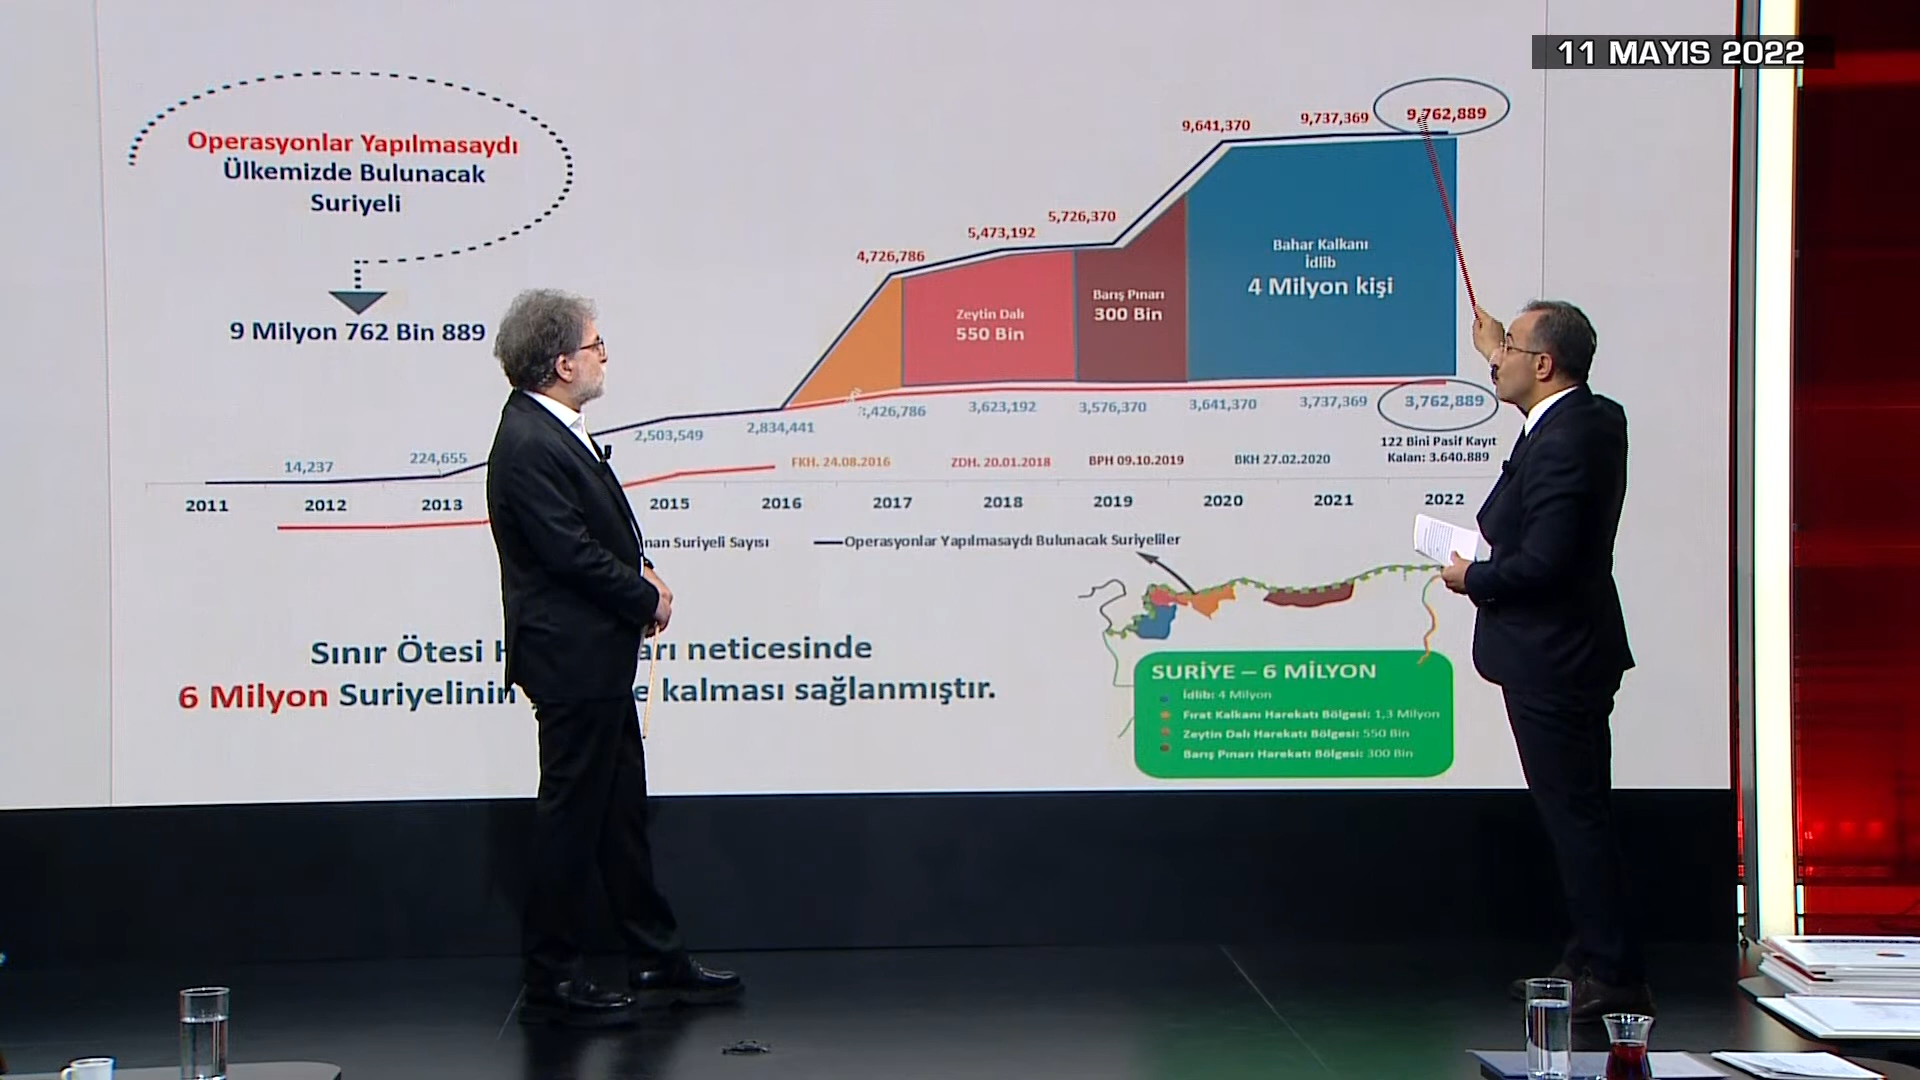 11 MAYIS 2022
Operasyonlar Yapılmasaydı
Ülkemizde Bulunacak
Suriyeli
9 Milyon 762 Bin 889
4,726,786
5,473,192
5,726,370
9,641,370
9,737,369
9,762,889
Zeytin Dalı
550 Bin
Barış Pınarı
300 Bin
Bahar Kalkanı
İdlib
4 Milyon kişi
14,237
224,655
2,503,549
2,834,441
,426,786
3,623,192
3,576,370
3,641,370
3,737,369
3,762,889
122 Bini Pasif Kayıt
Kalan: 3.640.889
FKH. 24.08.2016
ZDH. 20.01.2018
BPH 09.10.2019
BKH 27.02.2020
2011 2012 2013 2015 2016 2017 2018 2019 2020 2021 2022
nan Suriyeli Sayısı
Operasyonlar Yapılmasaydı Bulunacak Suriyeliler
Sınır Ötesi H arı neticesinde
6 Milyon Suriyelinin e kalması sağlanmıştır.
SURİYE – 6 MİLYON
İdlib: 4 Milyon
Fırat Kalkanı Harekatı Bölgesi: 1,3 Milyon
Zeytin Dalı Harekatı Bölgesi: 550 Bin
Barış Pınarı Harekatı Bölgesi: 300 Bin